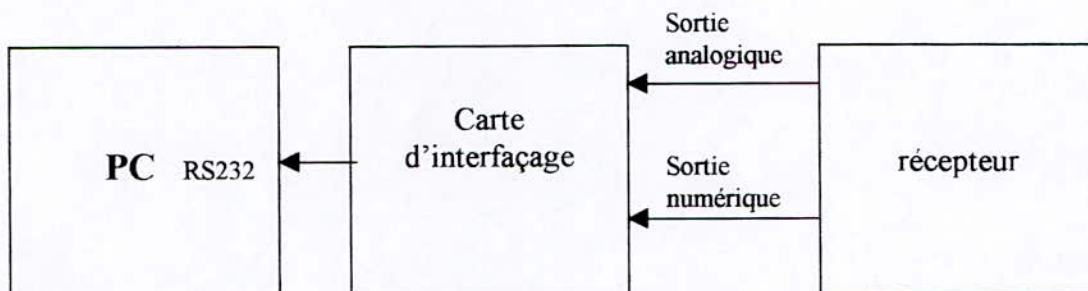 Sortie
analogique
Carte
d'interfaçage
PC RS232
récepteur
Sortie
numérique